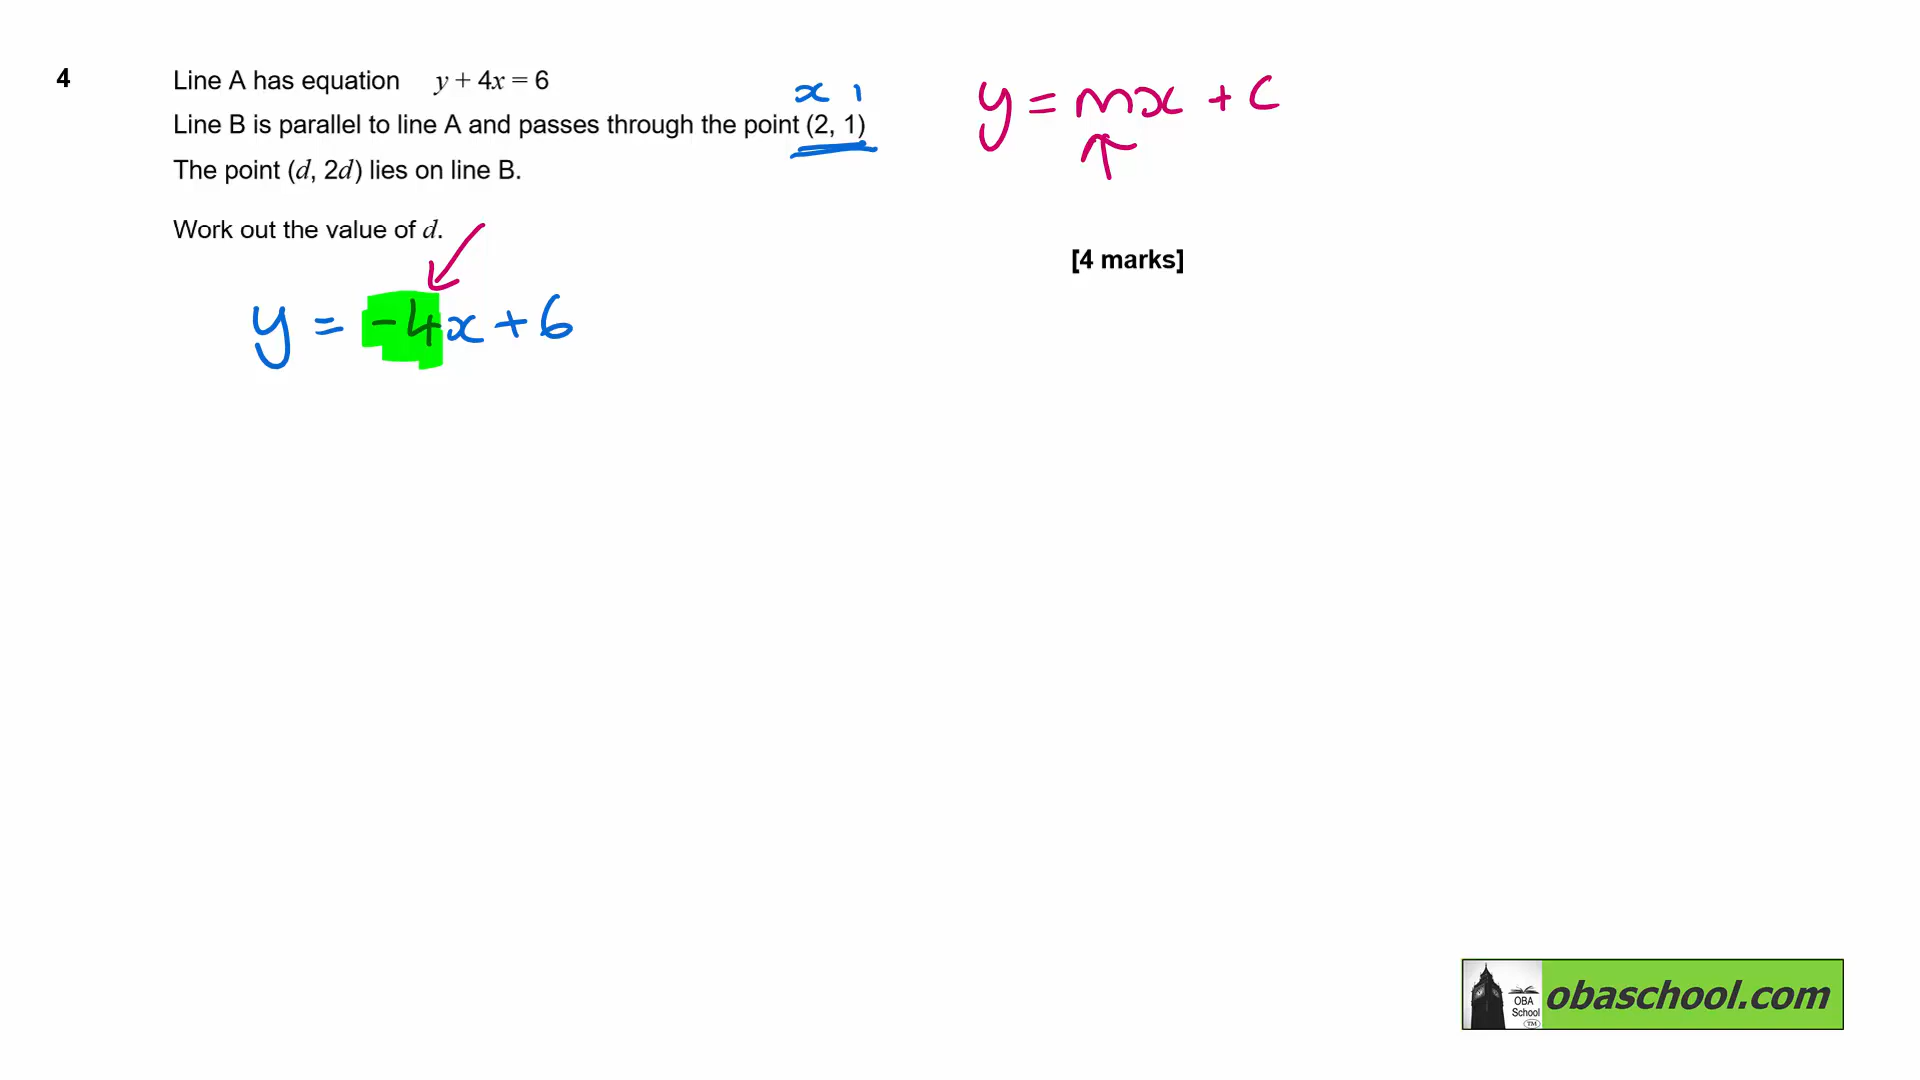 4 Line A has equation y + 4x = 6
x 1
Line B is parallel to line A and passes through the point (2, 1)
The point (d, 2d) lies on line B.
Work out the value of d.
y = mx + c
[4 marks]
y = -4x + 6
OBA
School
TM
obaschool.com